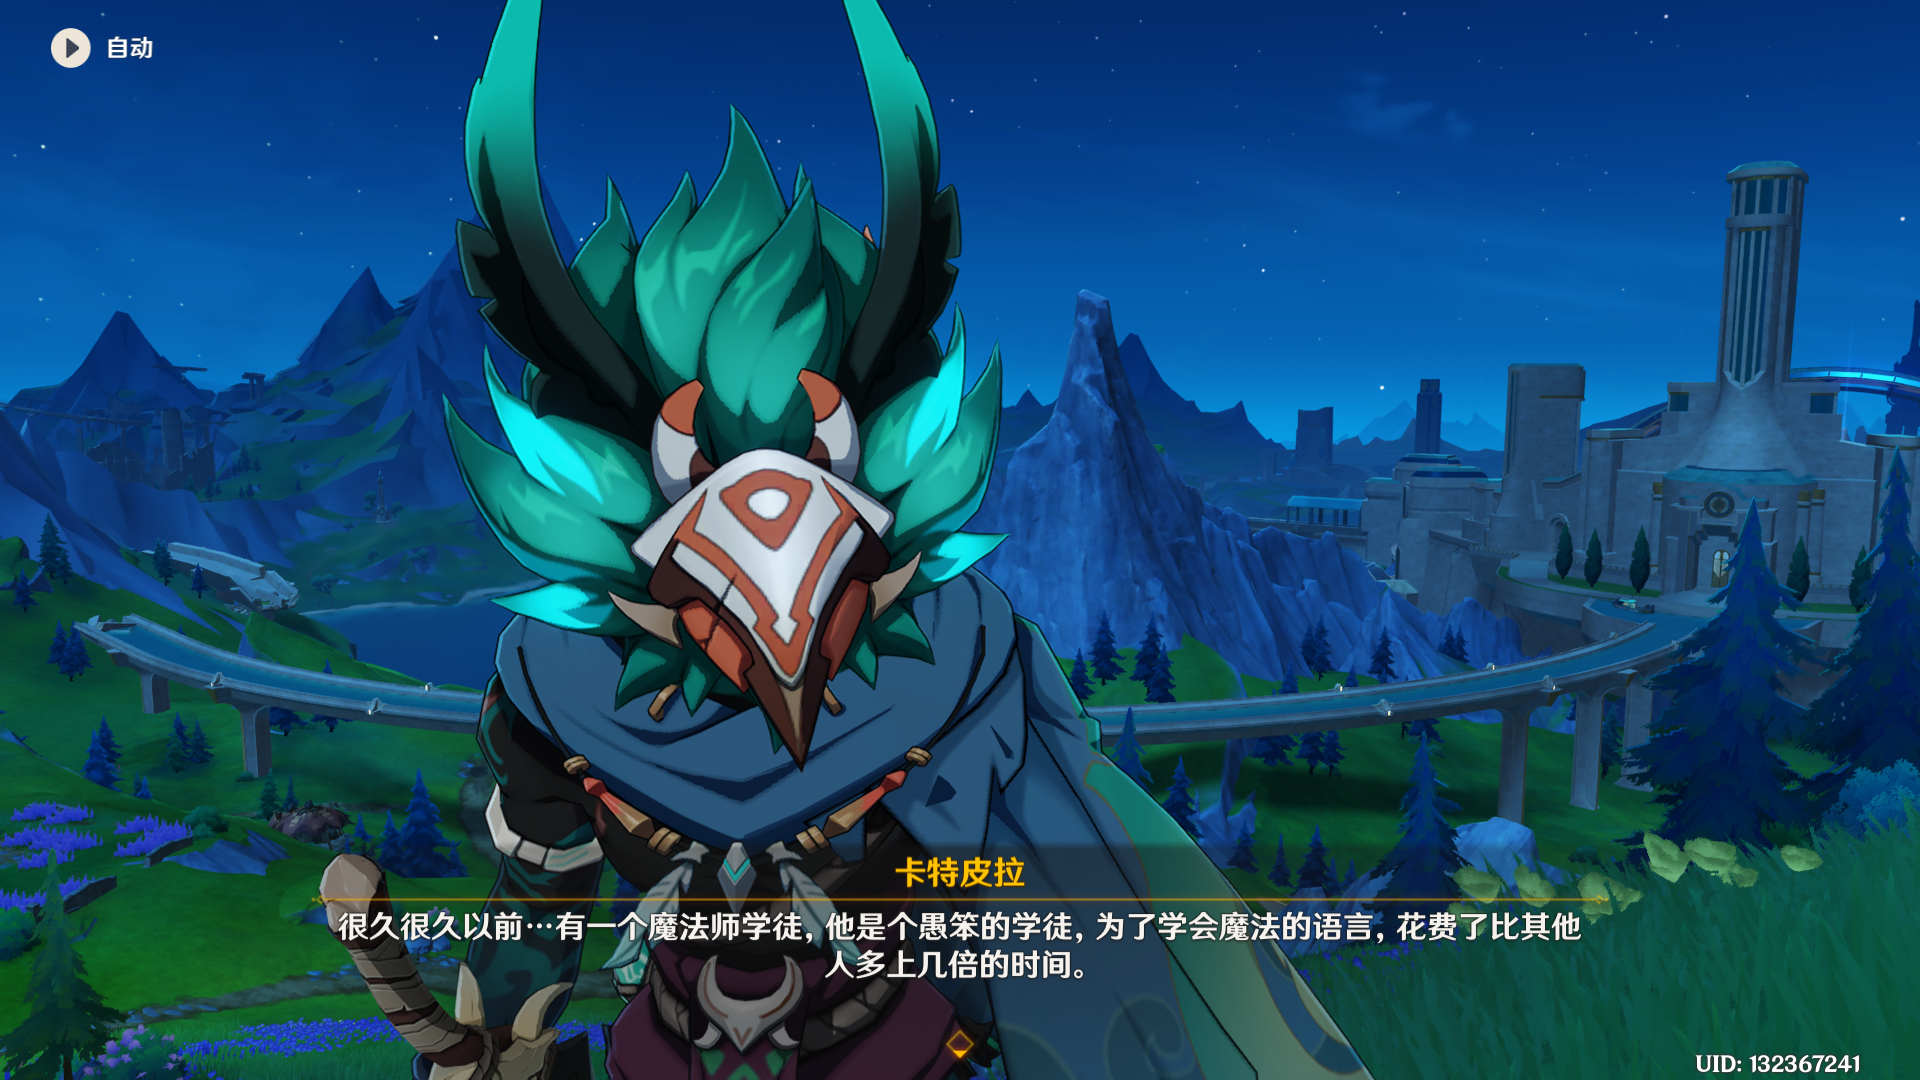 自动
卡特皮拉
很久很久以前…有一个魔法师学徒, 他是个愚笨的学徒, 为了学会魔法的语言, 花费了比其他
人多上几倍的时间。
UID: 132367241